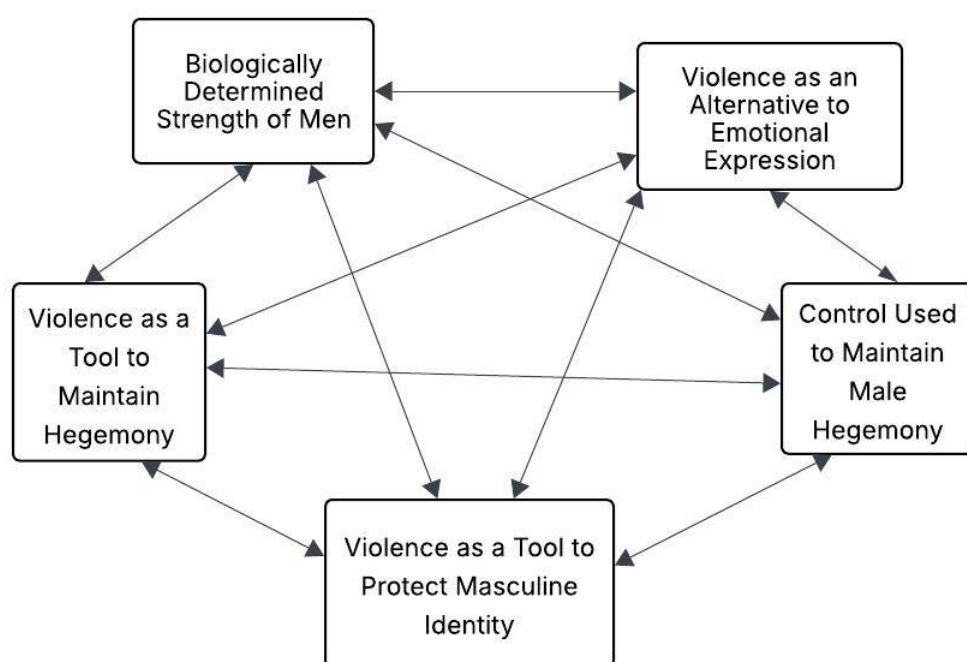 Biologically
Determined
Strength of Men
Violence as an
Alternative to
Emotional
Expression
Violence as a
Tool to
Maintain
Hegemony
Control Used
to Maintain
Male
Hegemony
Violence as a Tool to
Protect Masculine
Identity